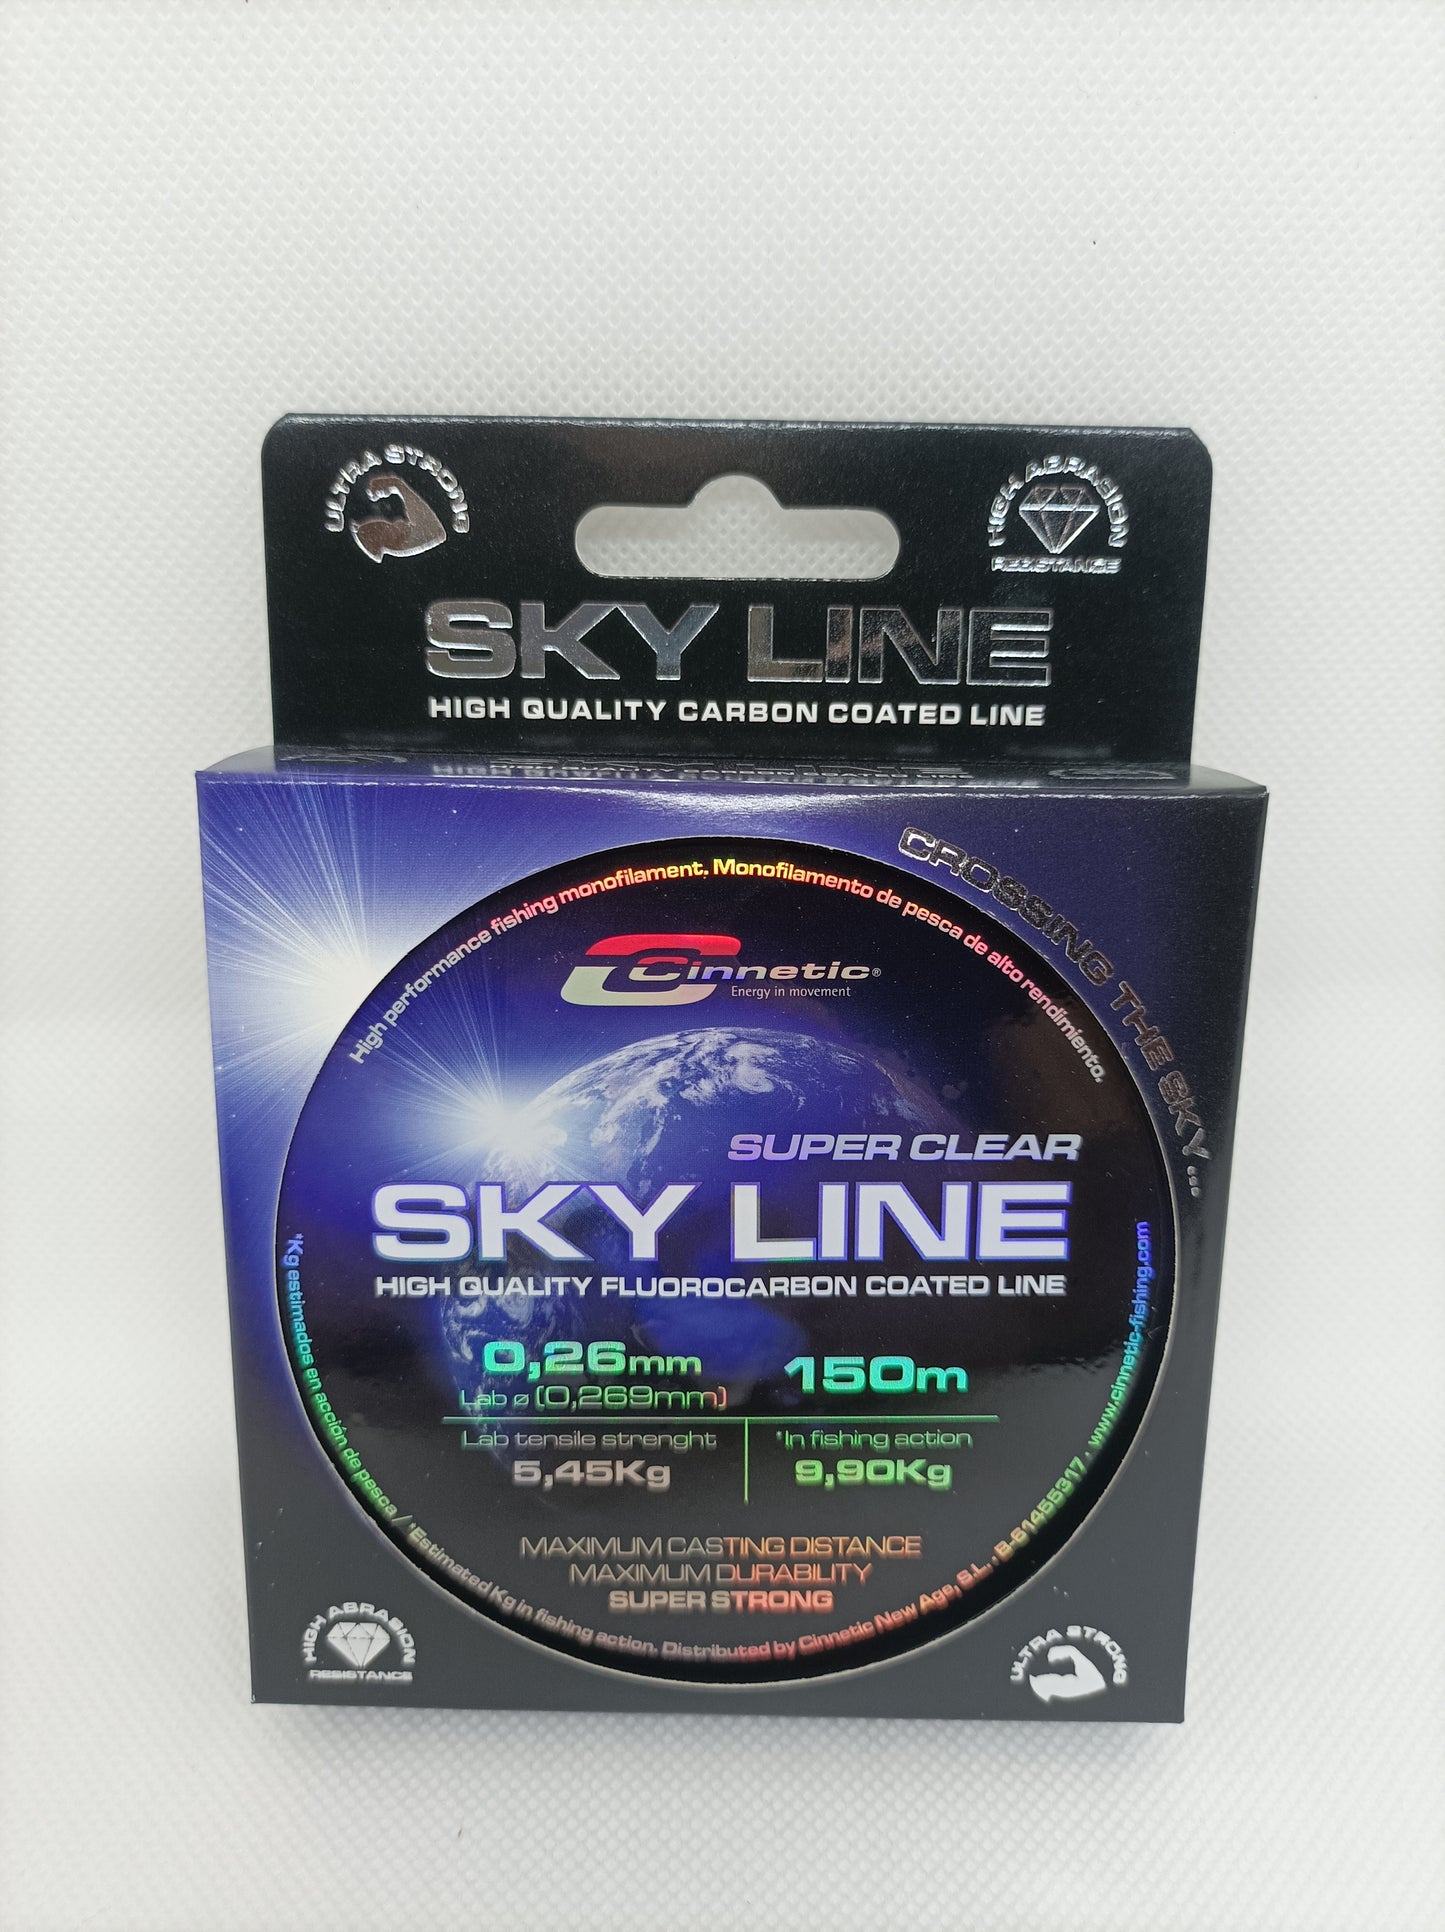 ULTRA STRONG
HIGH ABRASION
RESISTANCE
SKY LINE
HIGH QUALITY CARBON COATED LINE
CROSSING THE SKY...
High performance fishing monofilament. Monofilamento de pesca de alto rendimiento.
Cinnetic®
Energy in movement
SUPER CLEAR
SKY LINE
HIGH QUALITY FLUOROCARBON COATED LINE
0,26mm
Lab ø (0,269mm)
150m
Lab tensile strenght
5,45Kg
*In fishing action
9,90Kg
MAXIMUM CASTING DISTANCE
MAXIMUM DURABILITY
SUPER STRONG
*Kg estimados en acción de pesca / *Estimated Kg in fishing action. Distributed by Cinnetic New Age, S.L. . B-61455317 . www.cinnetic-fishing.com
HIGH ABRASION
RESISTANCE
ULTRA STRONG